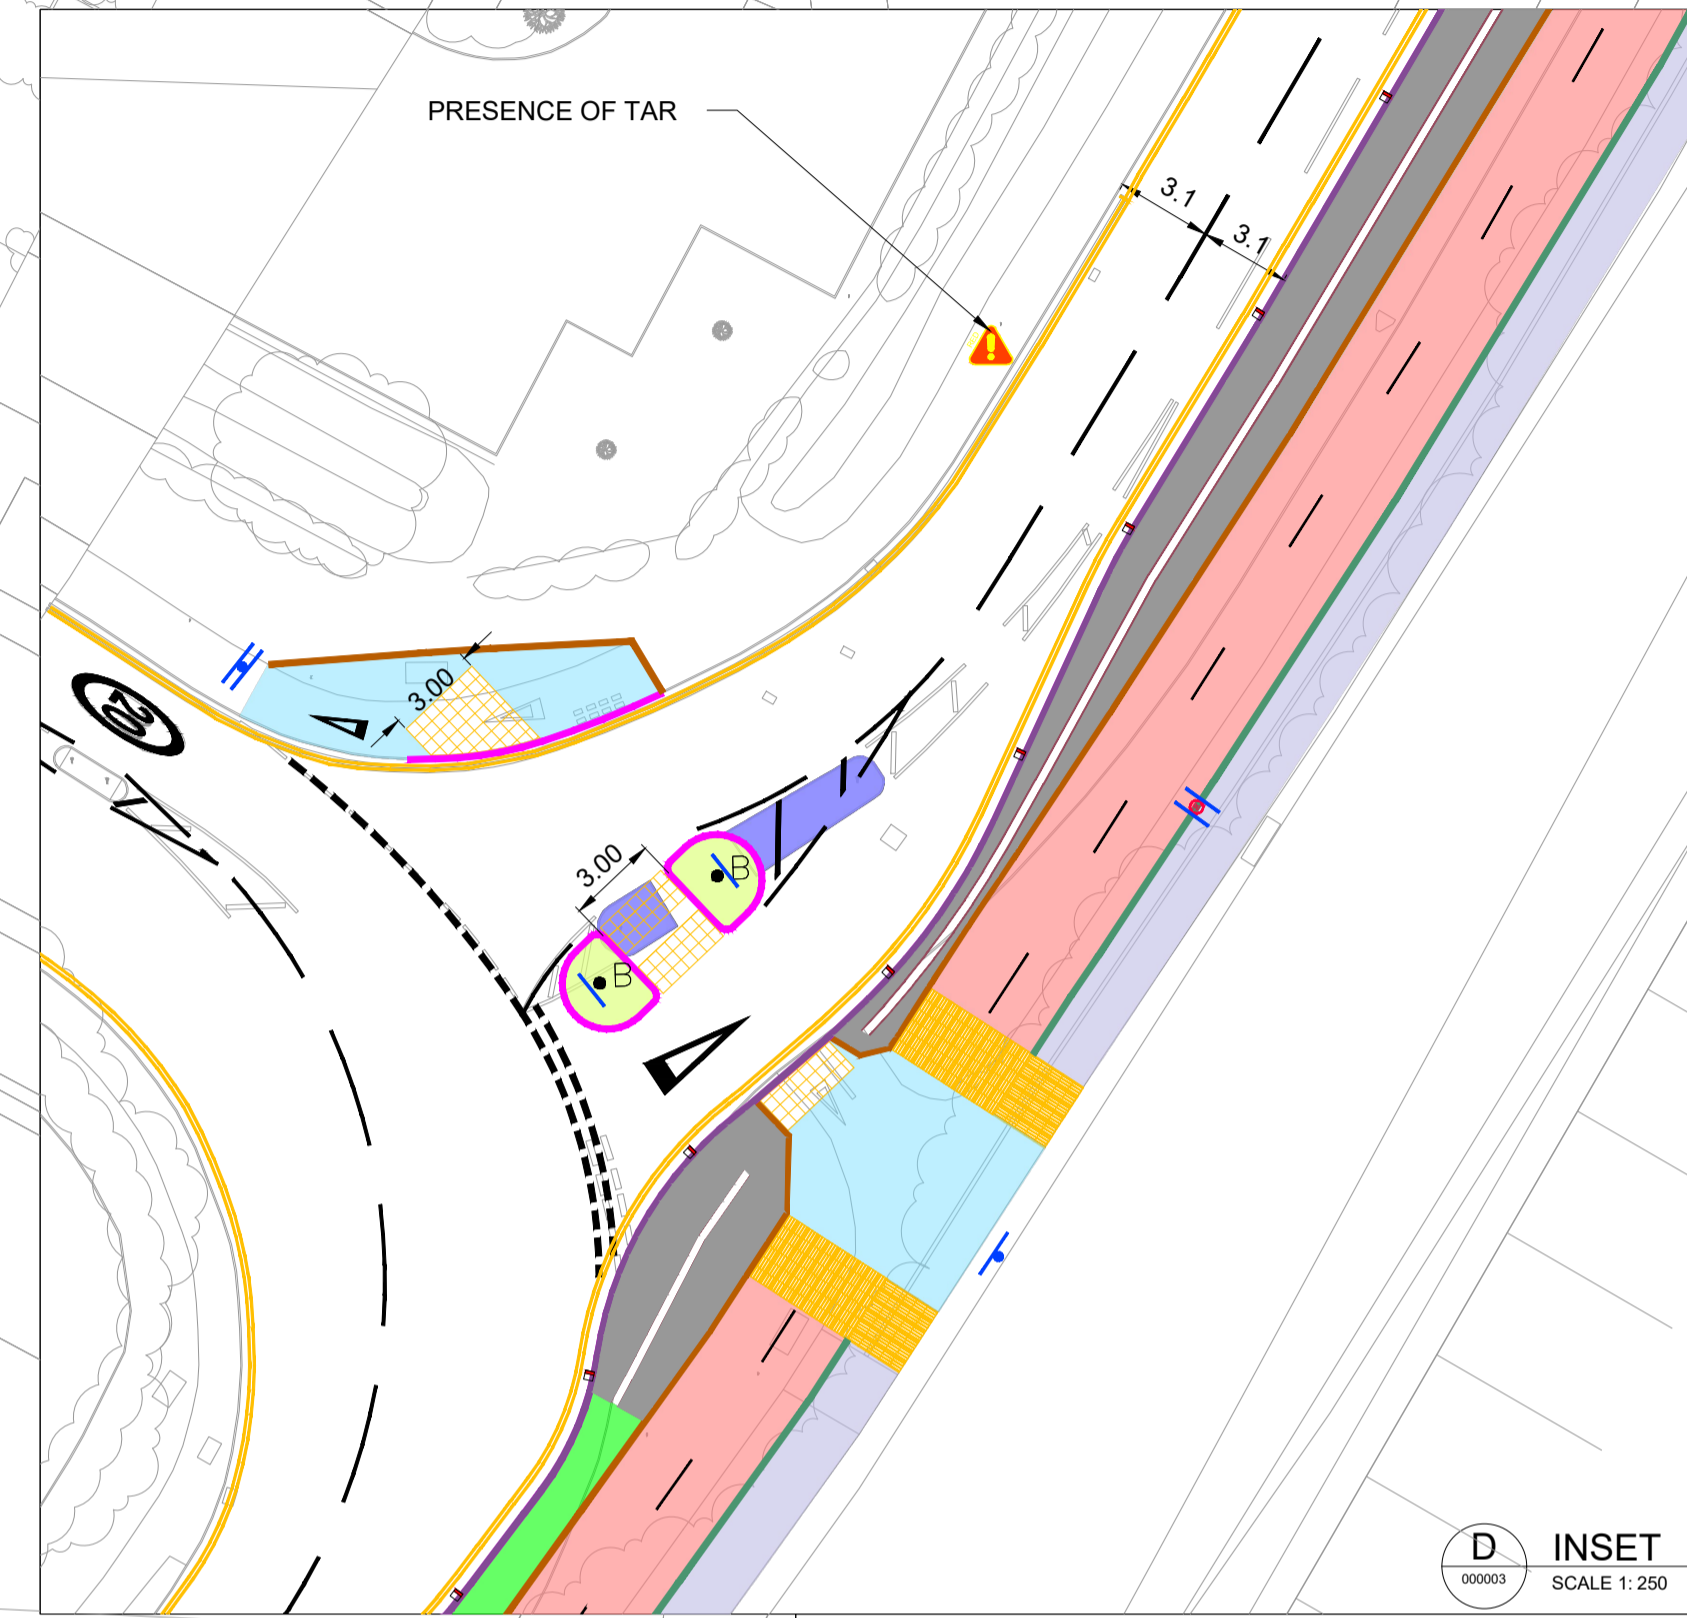 PRESENCE OF TAR
3.1
3.1
3.00
20
3.00
B
B
D
000003
INSET
SCALE 1: 250